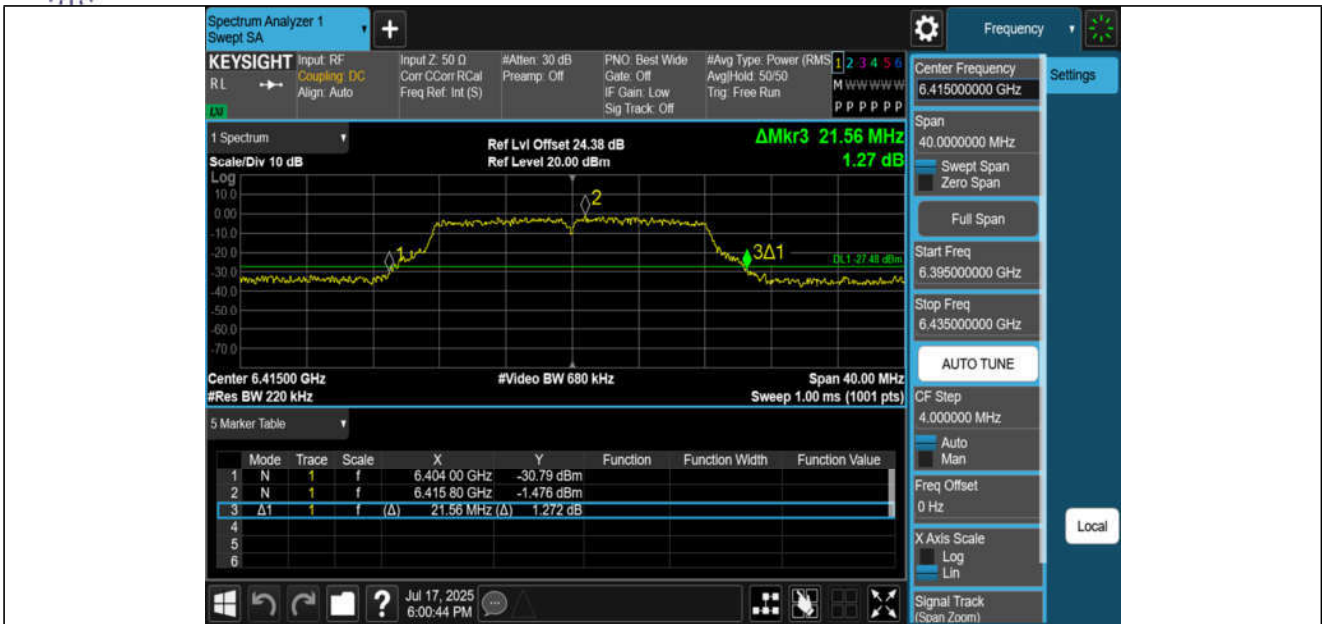 Spectrum Analyzer 1
Swept SA
+
Frequency
KEYSIGHT
RL
LXI
Input: RF
Coupling: DC
Align: Auto
Input Z: 50 Ω
Corr CCorr RCal
Freq Ref: Int (S)
#Atten: 30 dB
Preamp: Off
PNO: Best Wide
Gate: Off
IF Gain: Low
Sig Track: Off
#Avg Type: Power (RMS
Avg|Hold: 50/50
Trig: Free Run
1 2 3 4 5 6
M W W W W W
P P P P P P
1 Spectrum
Ref Lvl Offset 24.38 dB
ΔMkr3 21.56 MHz
Scale/Div 10 dB
Ref Level 20.00 dBm
1.27 dB
Log
10.0
0.00
-10.0
-20.0
-30.0
-40.0
-50.0
-60.0
-70.0
1
2
3Δ1
DL1 -27.48 dBm
Center 6.41500 GHz
#Video BW 680 kHz
Span 40.00 MHz
#Res BW 220 kHz
Sweep 1.00 ms (1001 pts)
5 Marker Table
Mode Trace Scale X Y Function Function Width Function Value
1 N 1 f 6.404 00 GHz -30.79 dBm
2 N 1 f 6.415 80 GHz -1.476 dBm
3 Δ1 1 f (Δ) 21.56 MHz (Δ) 1.272 dB
4
5
6
Jul 17, 2025
6:00:44 PM
?
Center Frequency
6.415000000 GHz
Settings
Span
40.0000000 MHz
Swept Span
Zero Span
Full Span
Start Freq
6.395000000 GHz
Stop Freq
6.435000000 GHz
AUTO TUNE
CF Step
4.000000 MHz
Auto
Man
Freq Offset
0 Hz
X Axis Scale
Log
Lin
Local
Signal Track
(Span Zoom)